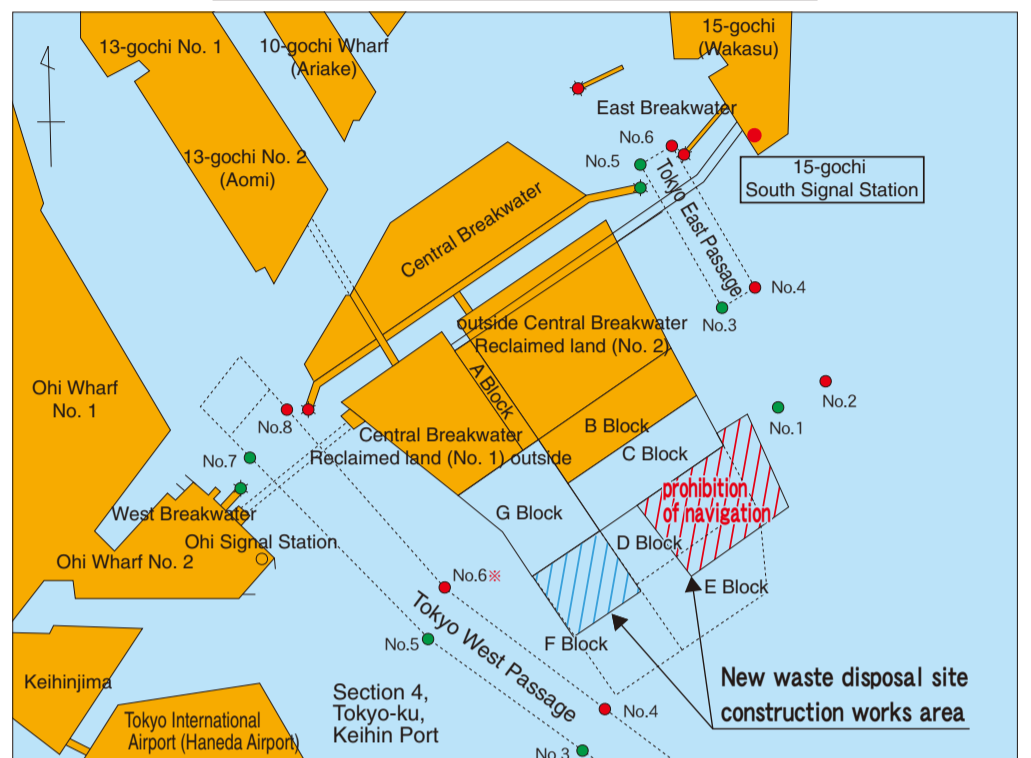 13-gochi No. 1
10-gochi Wharf
(Ariake)
15-gochi
(Wakasu)
East Breakwater
No.6
No.5
13-gochi No. 2
(Aomi)
15-gochi
South Signal Station
Tokyo East Passage
Central Breakwater
No.4
No.3
outside Central Breakwater
Reclaimed land (No. 2)
A Block
No.2
No.1
Ohi Wharf
No. 1
No.8
B Block
Central Breakwater
Reclaimed land (No. 1) outside
C Block
No.7
prohibition
of navigation
West Breakwater
G Block
Ohi Signal Station
D Block
Ohi Wharf No. 2
No.6※
E Block
Tokyo West Passage
No.5
F Block
Keihinjima
New waste disposal site
construction works area
Section 4,
Tokyo-ku,
Keihin Port
No.4
Tokyo International
Airport (Haneda Airport)
No.3